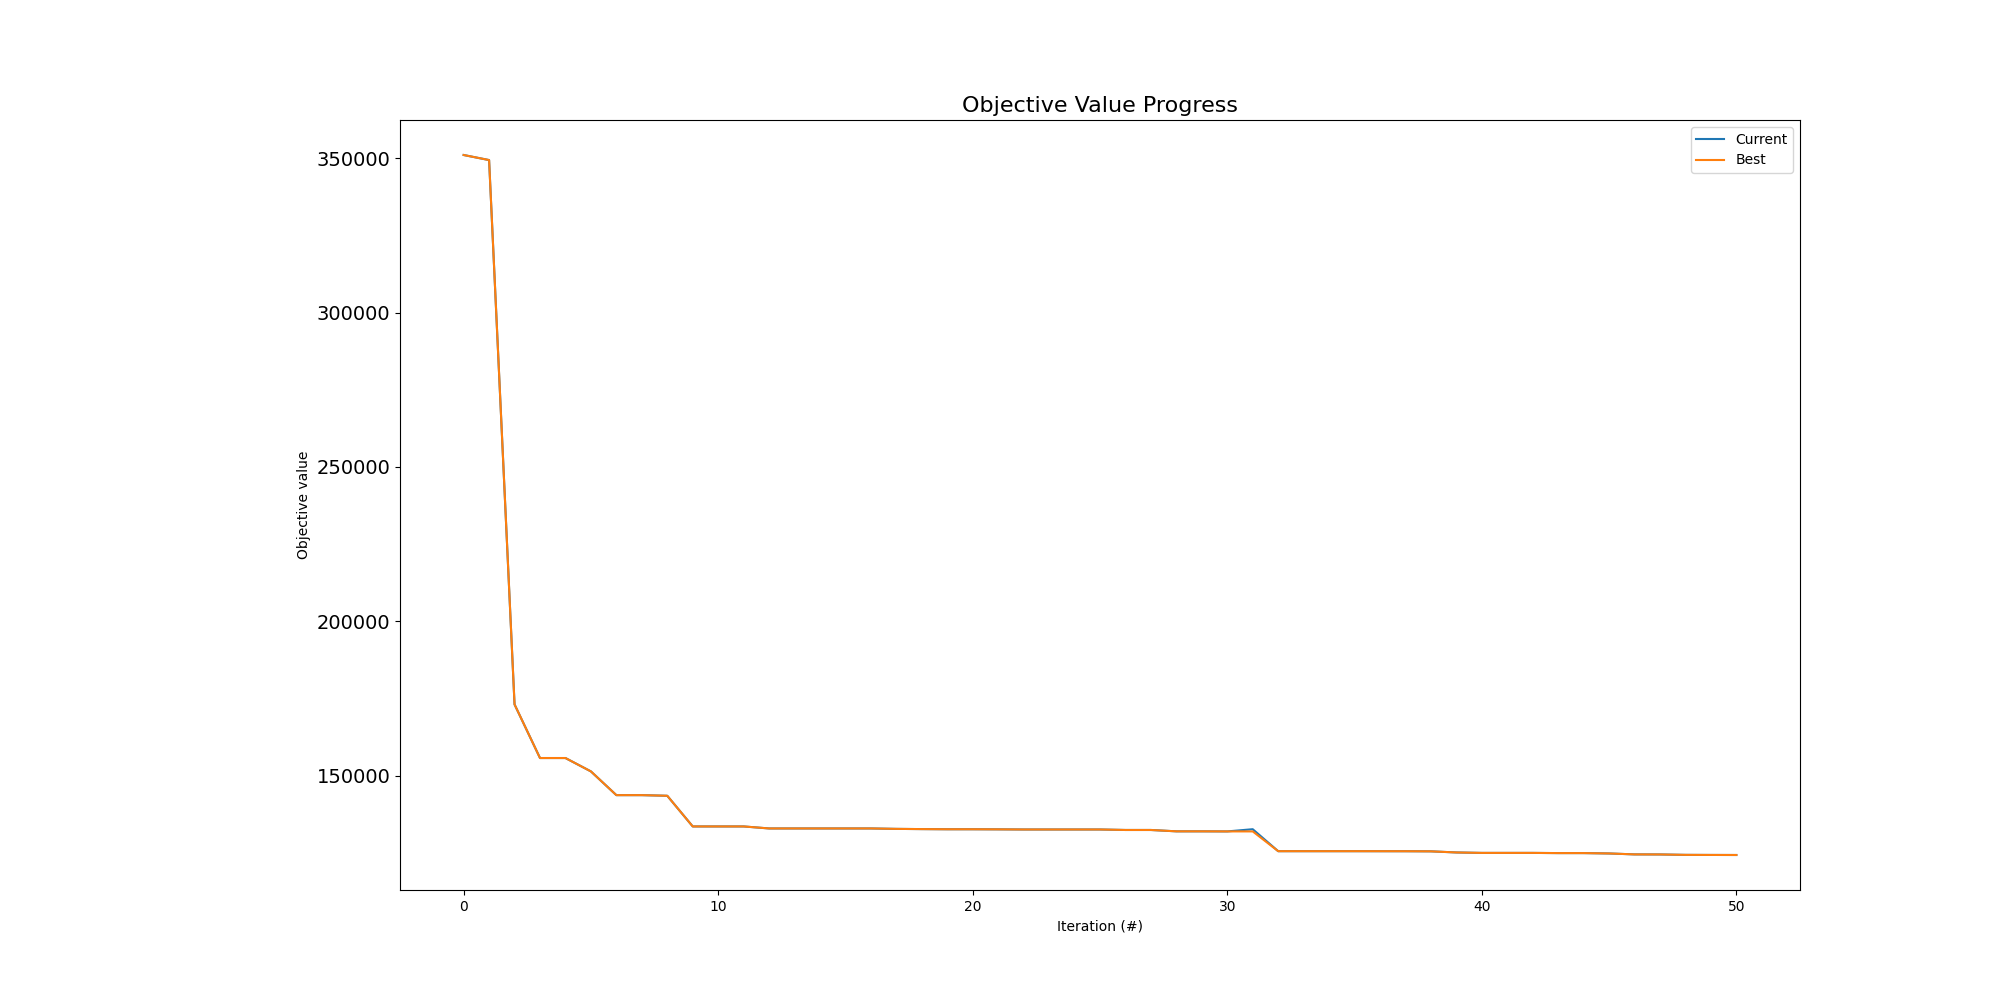 Objective Value Progress
Current
Best
350000
300000
250000
200000
150000
Objective value
0 10 20 30 40 50
Iteration (#)